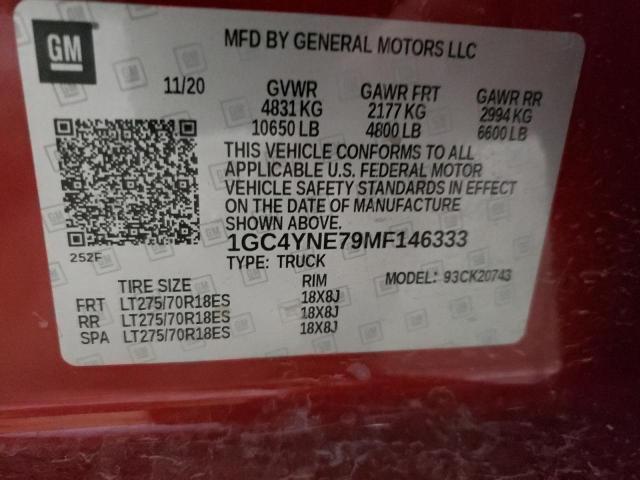 GM
MFD BY GENERAL MOTORS LLC
11/20 GVWR GAWR FRT GAWR RR
4831 KG 2177 KG 2994 KG
10650 LB 4800 LB 6600 LB
THIS VEHICLE CONFORMS TO ALL
APPLICABLE U.S. FEDERAL MOTOR
VEHICLE SAFETY STANDARDS IN EFFECT
ON THE DATE OF MANUFACTURE
SHOWN ABOVE.
252F 1GC4YNE79MF146333
TYPE: TRUCK MODEL: 93CK20743
TIRE SIZE RIM
FRT LT275/70R18ES 18X8J
RR LT275/70R18ES 18X8J
SPA LT275/70R18ES 18X8J